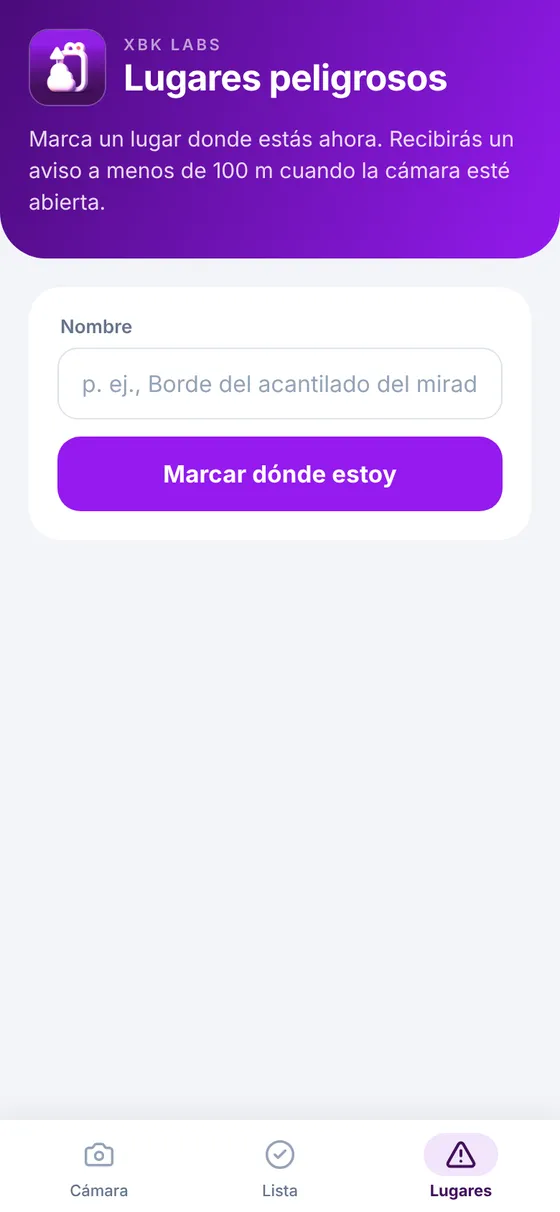 XBK LABS
Lugares peligrosos
Marca un lugar donde estás ahora. Recibirás un
aviso a menos de 100 m cuando la cámara esté
abierta.
Nombre
p. ej., Borde del acantilado del mirad
Marcar dónde estoy
Cámara
Lista
Lugares